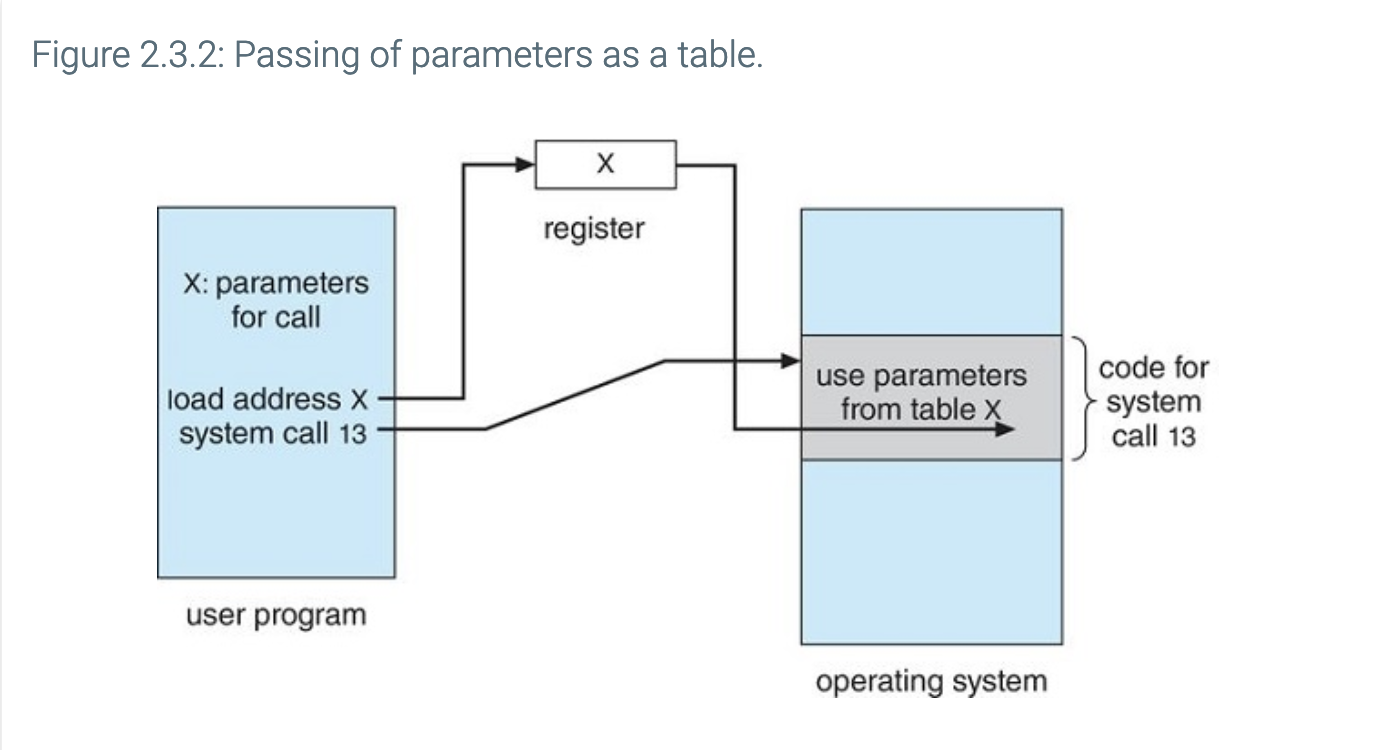 Figure 2.3.2: Passing of parameters as a table.
X
register
X: parameters
for call
load address X
system call 13
user program
use parameters
from table X
code for
system
call 13
operating system